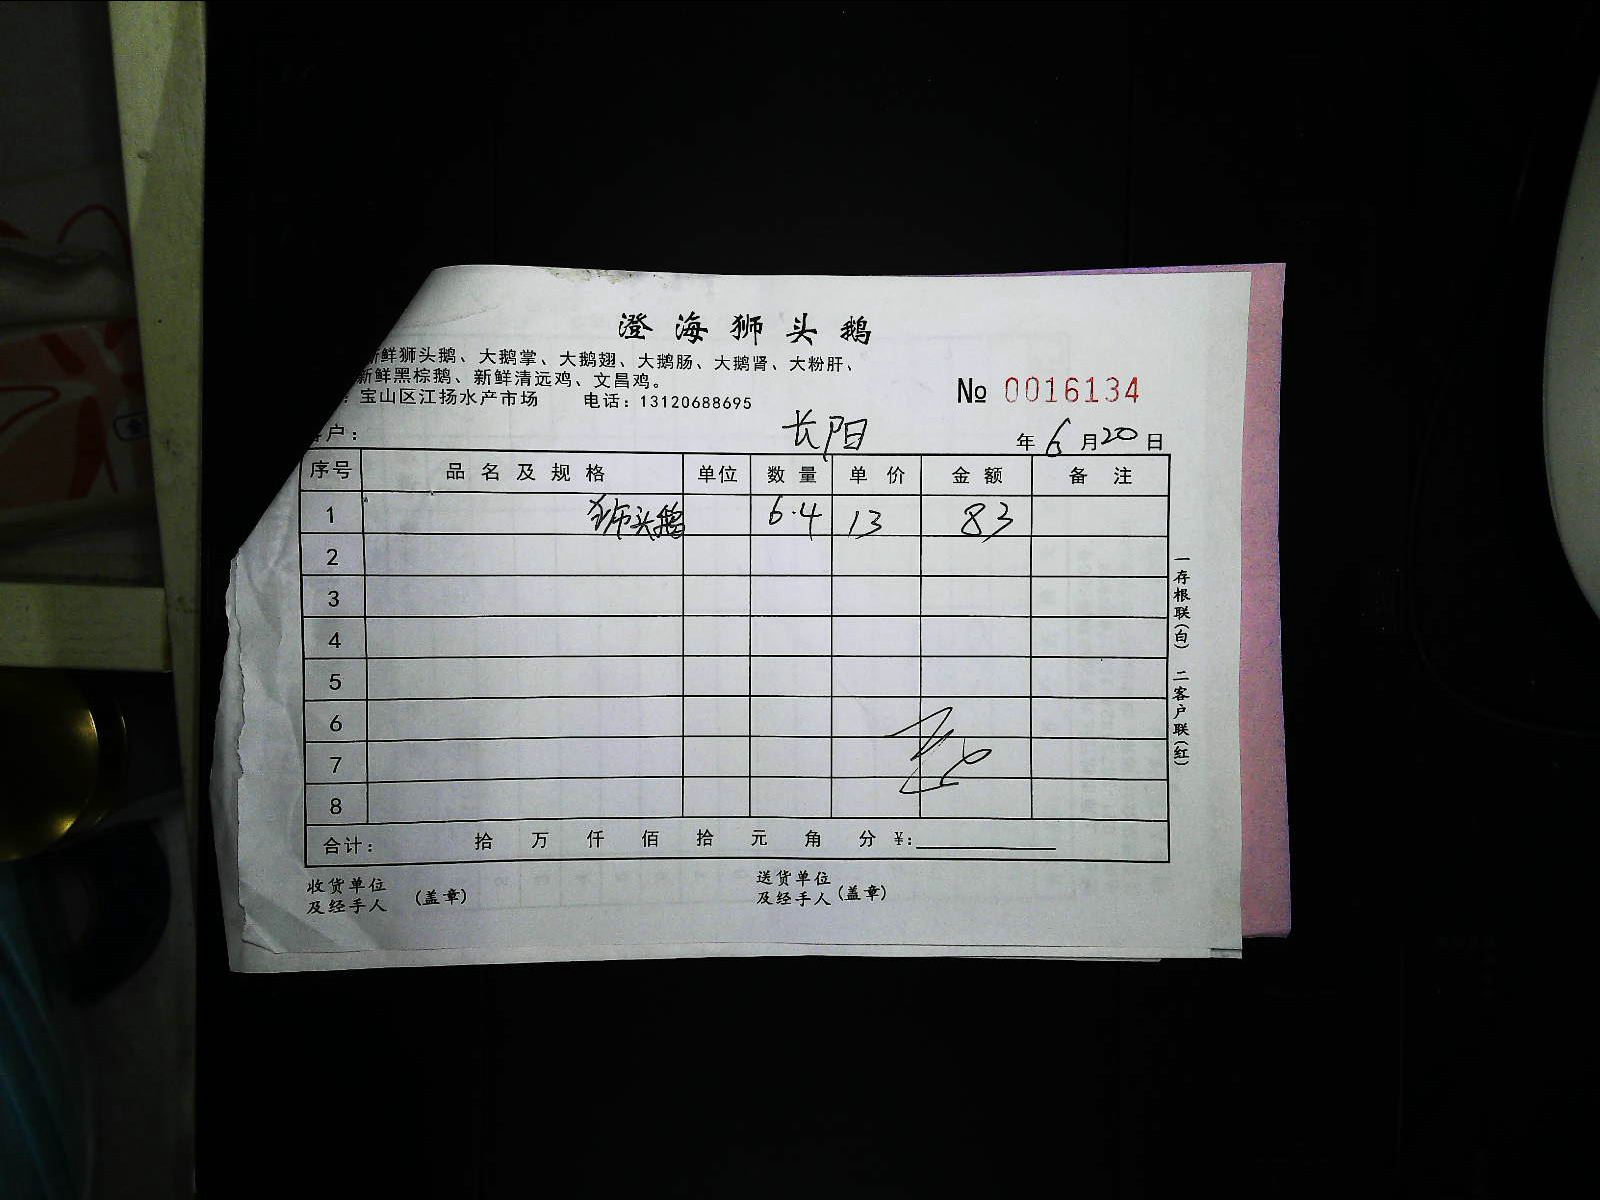 澄海狮头鹅
新鲜狮头鹅、大鹅掌、大鹅翅、大鹅肠、大鹅肾、大粉肝、
新鲜黑棕鹅、新鲜清远鸡、文昌鸡。
：宝山区江扬水产市场 电话：13120688695
№ 0016134
客户： 长阳 年 6 月 20 日
序号 品名及规格 单位 数量 单价 金额 备注
1 狮头鹅 6.4 13 83
2
3
4
5
6
7
8
合计： 拾 万 仟 佰 拾 元 角 分 ¥:
收货单位及经手人（盖章）
送货单位及经手人（盖章）
一存根联（白） 二客户联（红）